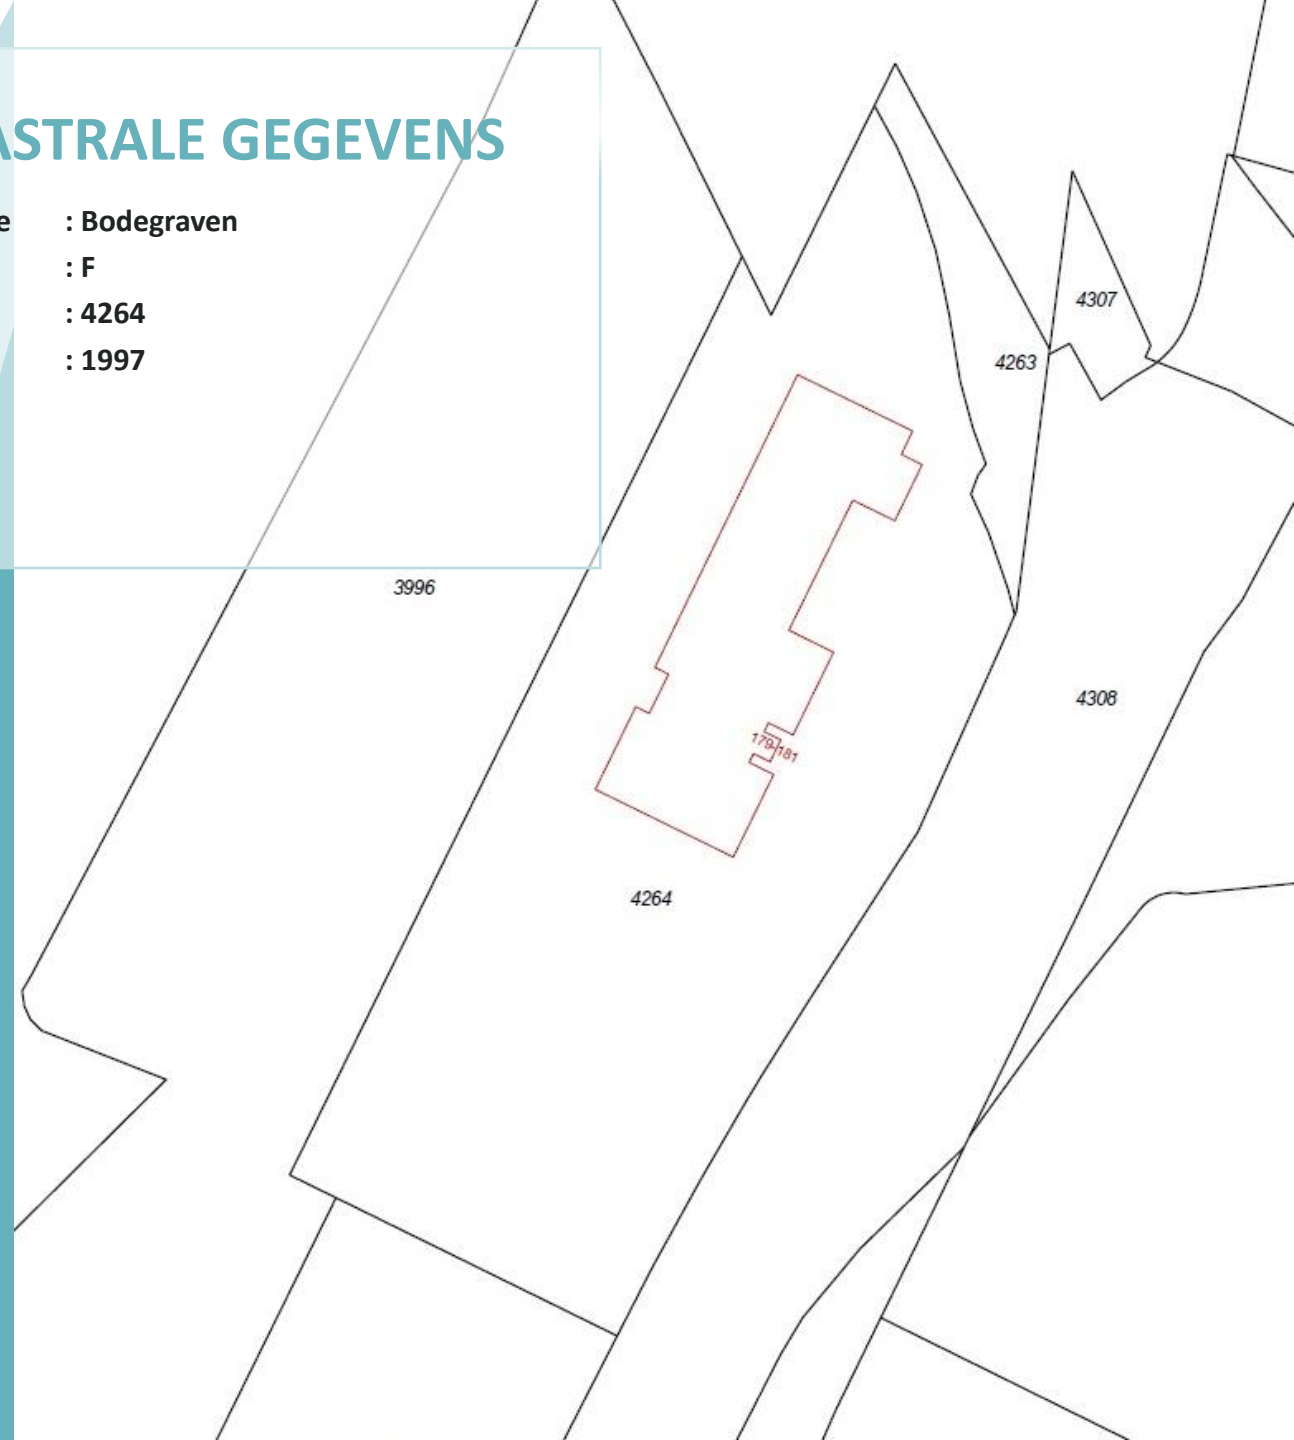 ASTRALE GEGEVENS
e : Bodegraven
: F
: 4264
: 1997
4307
4263
3996
4308
179-181
4264